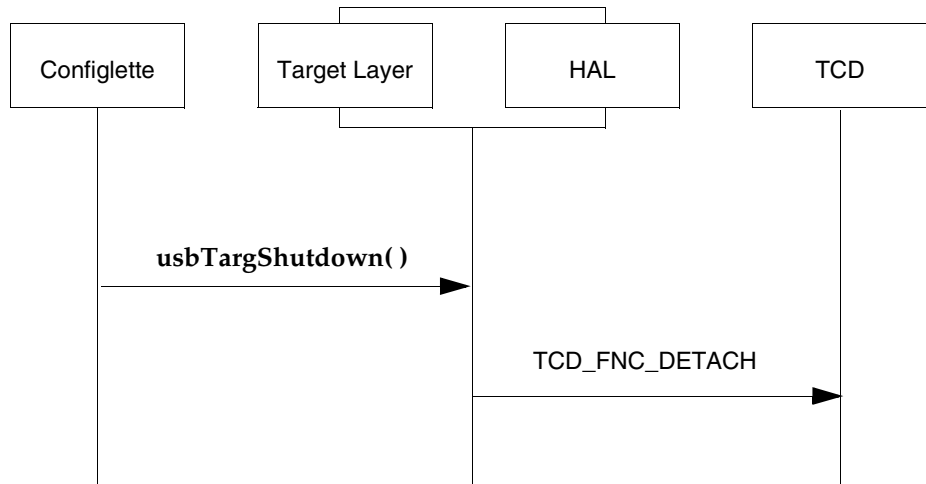 Configlette
Target Layer
HAL
TCD
usbTargShutdown( )
TCD_FNC_DETACH